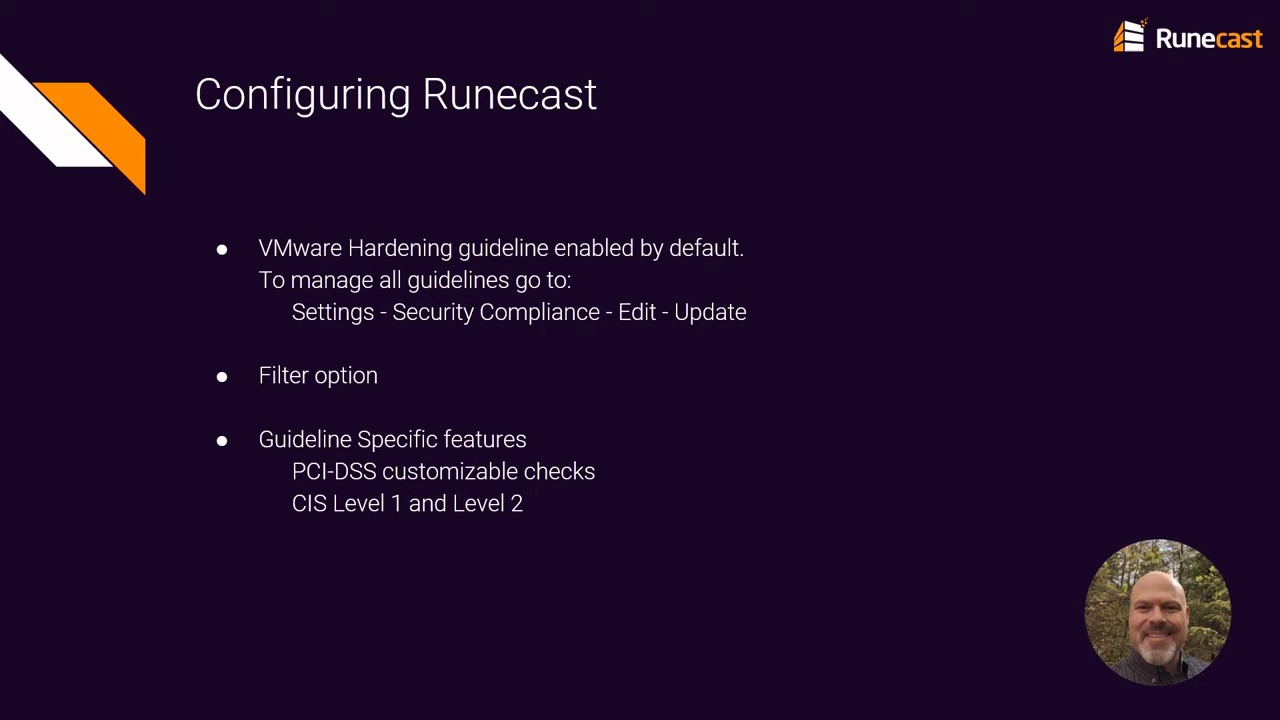 Runecast
Configuring Runecast
● VMware Hardening guideline enabled by default.
To manage all guidelines go to:
Settings - Security Compliance - Edit - Update
● Filter option
● Guideline Specific features
PCI-DSS customizable checks
CIS Level 1 and Level 2